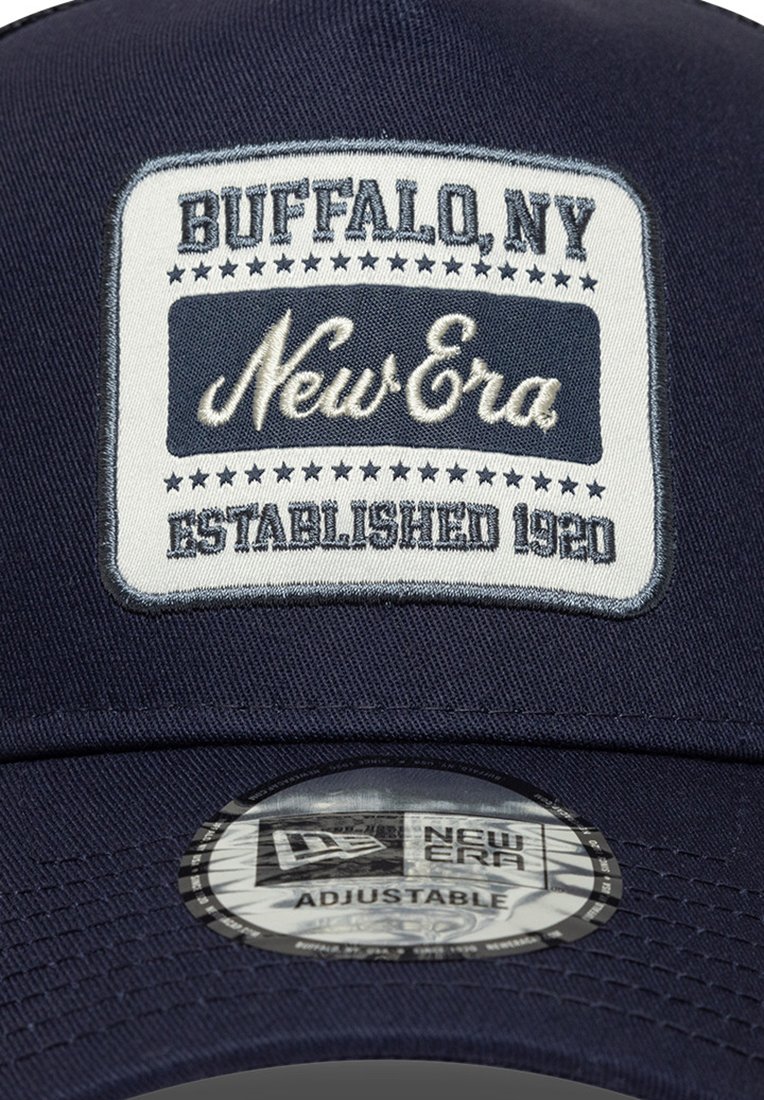 BUFFALO, NY
New Era
ESTABLISHED 1920
NEW
ERA
ADJUSTABLE